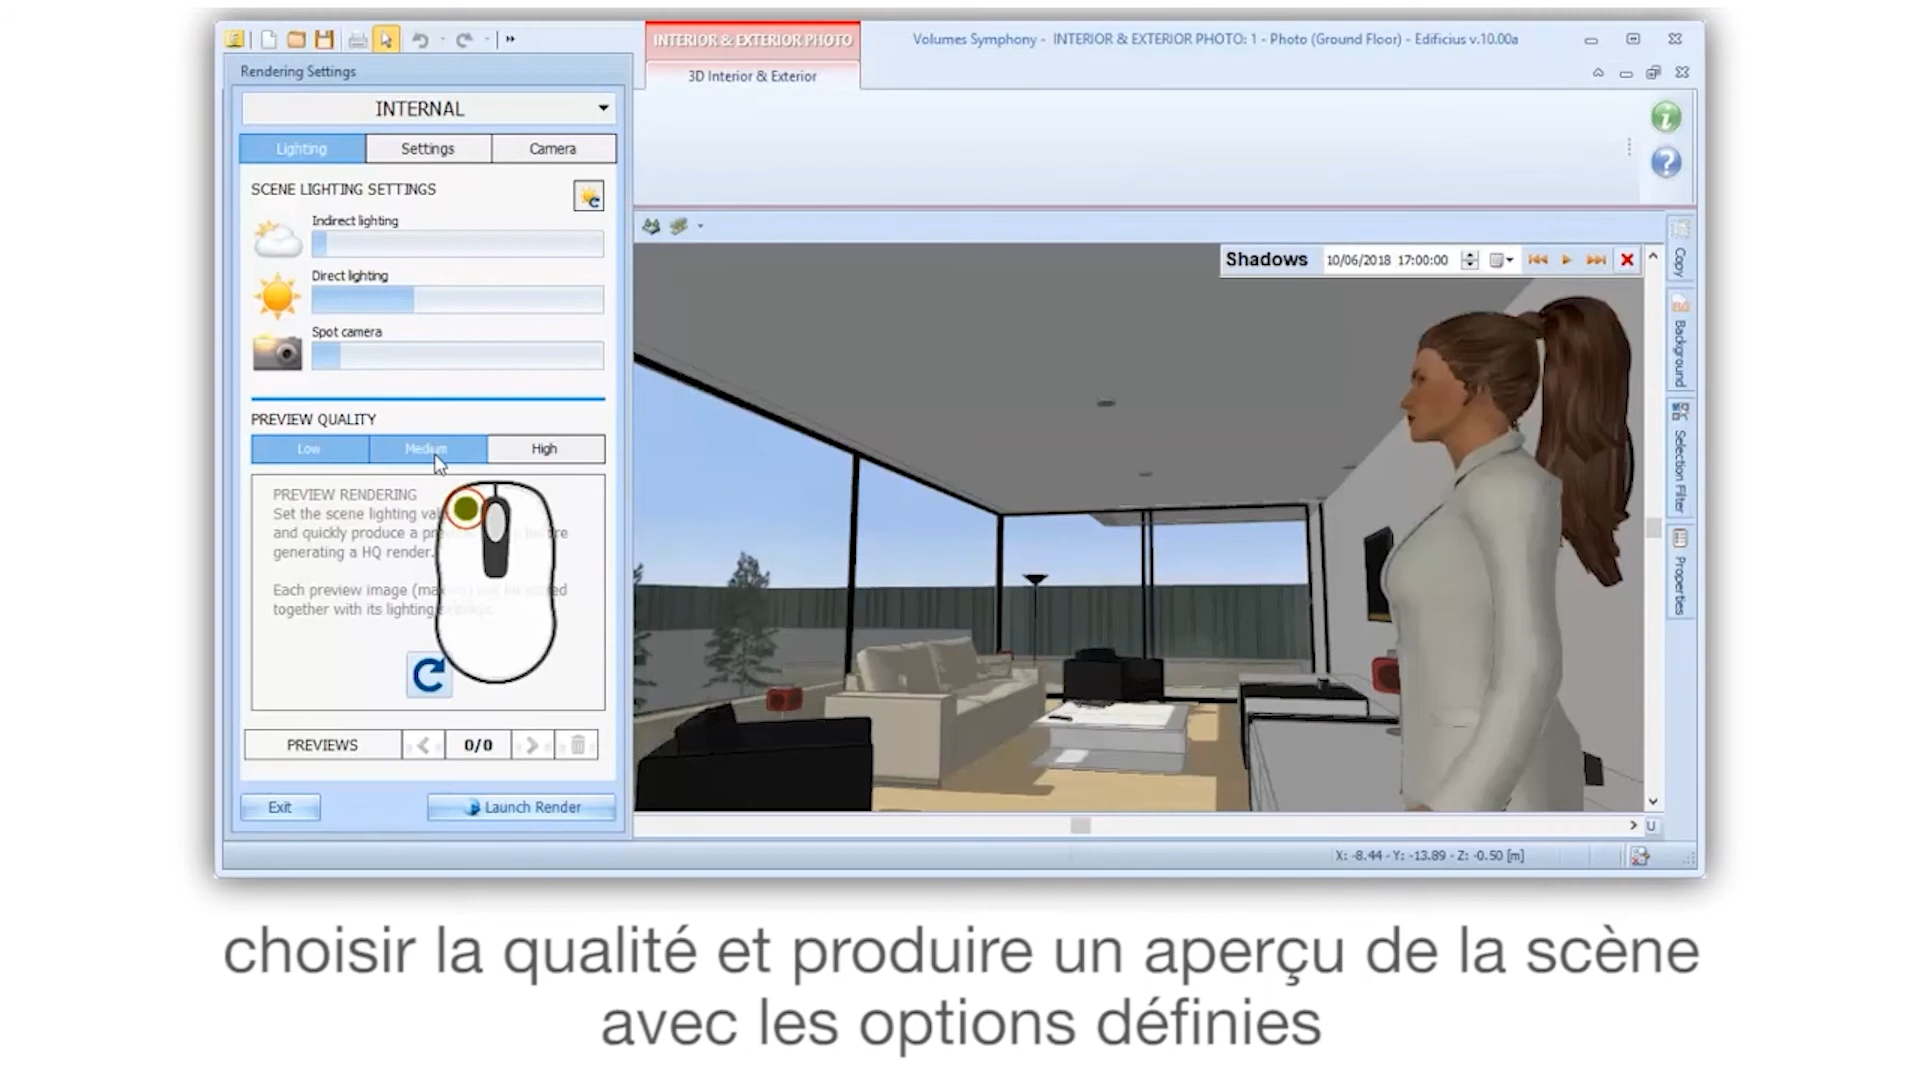 INTERIOR & EXTERIOR PHOTO
Volumes Symphony - INTERIOR & EXTERIOR PHOTO: 1 - Photo (Ground Floor) - Edificius v.10.00a
3D Interior & Exterior
Rendering Settings
INTERNAL
Lighting
Settings
Camera
SCENE LIGHTING SETTINGS
Indirect lighting
Direct lighting
Spot camera
PREVIEW QUALITY
Low
Medium
High
PREVIEW RENDERING
Set the scene lighting
and quickly produce a
generating a HQ render.
Each preview image
together with its lighting
PREVIEWS
0/0
Exit
Launch Render
Shadows
10/06/2018 17:00:00
Copy
Background
Selection Filter
Properties
U
X: -8.44 - Y: -13.89 - Z: -0.50 [m]
choisir la qualité et produire un aperçu de la scène
avec les options définies